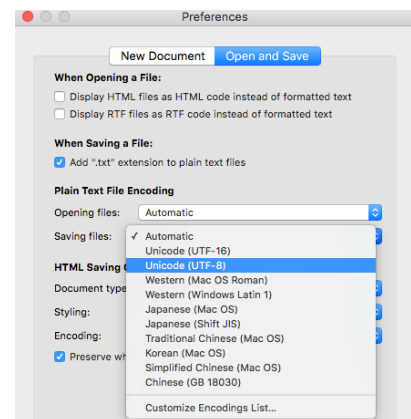 Preferences
New Document Open and Save
When Opening a File:
Display HTML files as HTML code instead of formatted text
Display RTF files as RTF code instead of formatted text
When Saving a File:
Add ".txt" extension to plain text files
Plain Text File Encoding
Opening files: Automatic
Saving files: ✓ Automatic
Unicode (UTF-16)
Unicode (UTF-8)
HTML Saving
Western (Mac OS Roman)
Document type
Western (Windows Latin 1)
Japanese (Mac OS)
Styling:
Japanese (Shift JIS)
Traditional Chinese (Mac OS)
Encoding:
Korean (Mac OS)
Preserve
Simplified Chinese (Mac OS)
Chinese (GB 18030)
Customize Encodings List...